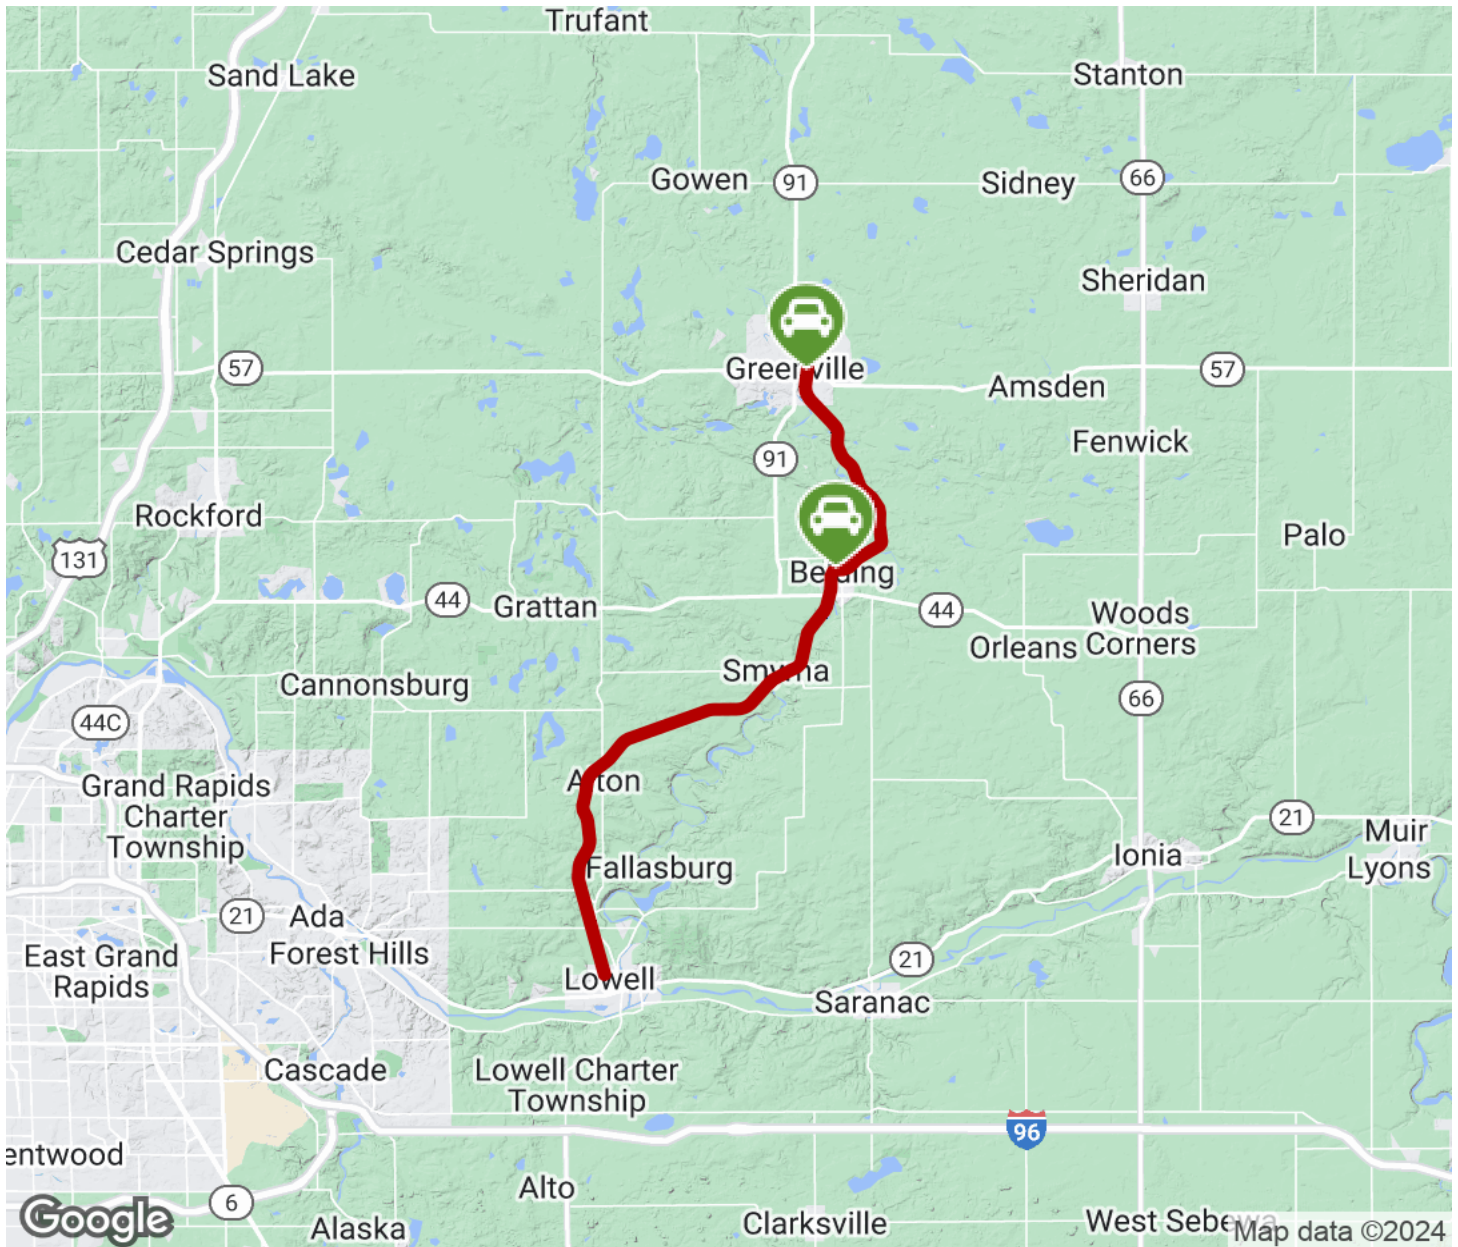 Trufant
Sand Lake
Stanton
Gowen
91
Sidney
66
Cedar Springs
Sheridan
57
Greenville
Amsden
57
Fenwick
91
Rockford
Palo
131
Belding
44
Grattan
44
Woods
Corners
Orleans
Smyrna
Cannonsburg
66
44C
Grand Rapids
Charter
Township
Alton
21
Muir
Ionia
Lyons
Fallasburg
21
Ada
Forest Hills
East Grand
Rapids
21
Lowell
Saranac
Cascade
Lowell Charter
Township
96
entwood
Alto
6
Google
Alaska
Clarksville
West Sebewa
Map data ©2024